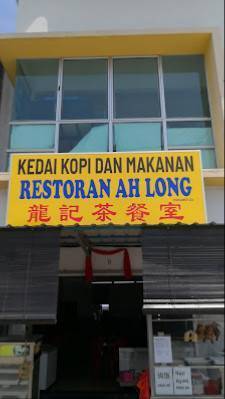 KEDAI KOPI DAN MAKANAN
RESTORAN AH LONG
龍記茶餐室